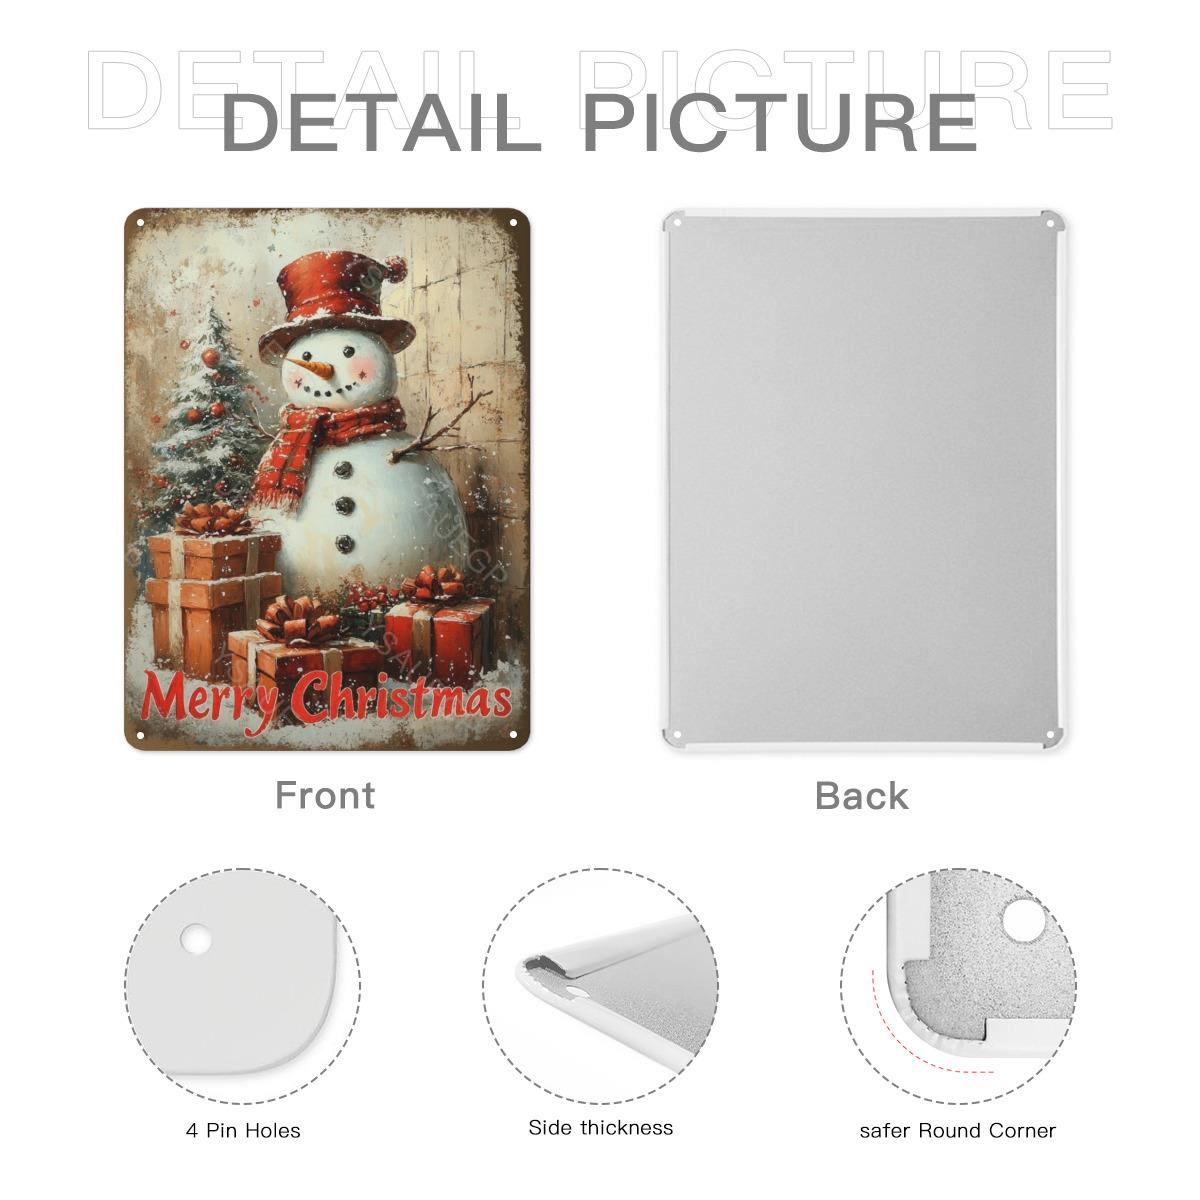 DETAIL PICTURE
DETAIL PICTURE
Merry Christmas
Front
Back
4 Pin Holes
Side thickness
safer Round Corner